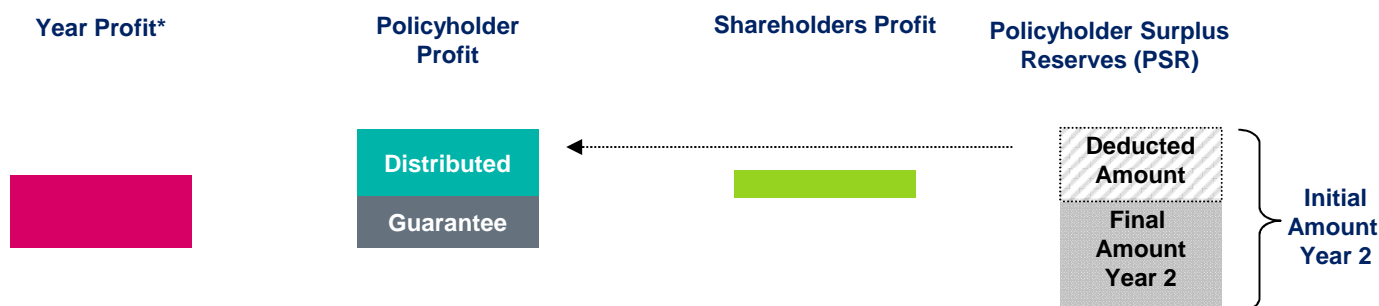 Year Profit*
Policyholder
Profit
Shareholders Profit
Policyholder Surplus
Reserves (PSR)
Distributed
Guarantee
Deducted
Amount
Final
Amount
Year 2
Initial
Amount
Year 2